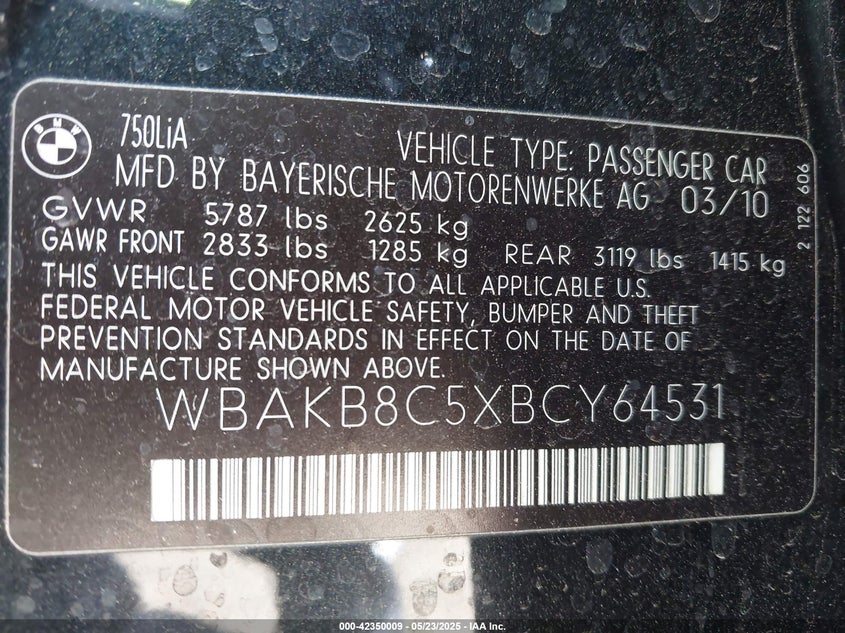 BMW
750LiA
VEHICLE TYPE: PASSENGER CAR
MFD BY BAYERISCHE MOTORENWERKE AG 03/10
GVWR 5787 lbs 2625 kg
GAWR FRONT 2833 lbs 1285 kg REAR 3119 lbs 1415 kg
THIS VEHICLE CONFORMS TO ALL APPLICABLE U.S.
FEDERAL MOTOR VEHICLE SAFETY, BUMPER AND THEFT
PREVENTION STANDARDS IN EFFECT ON THE DATE OF
MANUFACTURE SHOWN ABOVE.
WBAKB8C5XBCY64531
2 122 606
000-42350009 - 05/23/2025 - IAA Inc.